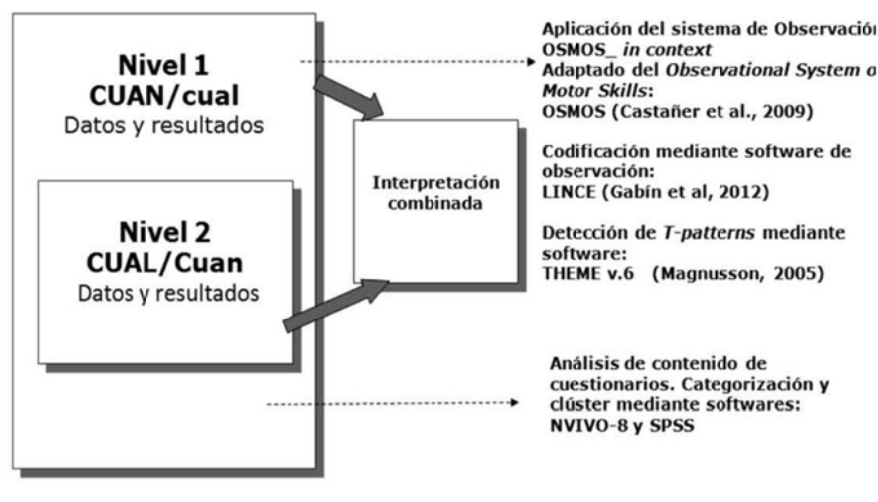 Nivel 1
CUAN/cual
Datos y resultados
Nivel 2
CUAL/Cuan
Datos y resultados
Interpretación
combinada
Aplicación del sistema de Observación
OSMOS_ in context
Adaptado del Observational System o
Motor Skills:
OSMOS (Castañer et al., 2009)
Codificación mediante software de
observación:
LINCE (Gabín et al, 2012)
Detección de T-patterns mediante
software:
THEME v.6 (Magnusson, 2005)
Análisis de contenido de
cuestionarios. Categorización y
clúster mediante softwares:
NVIVO-8 y SPSS